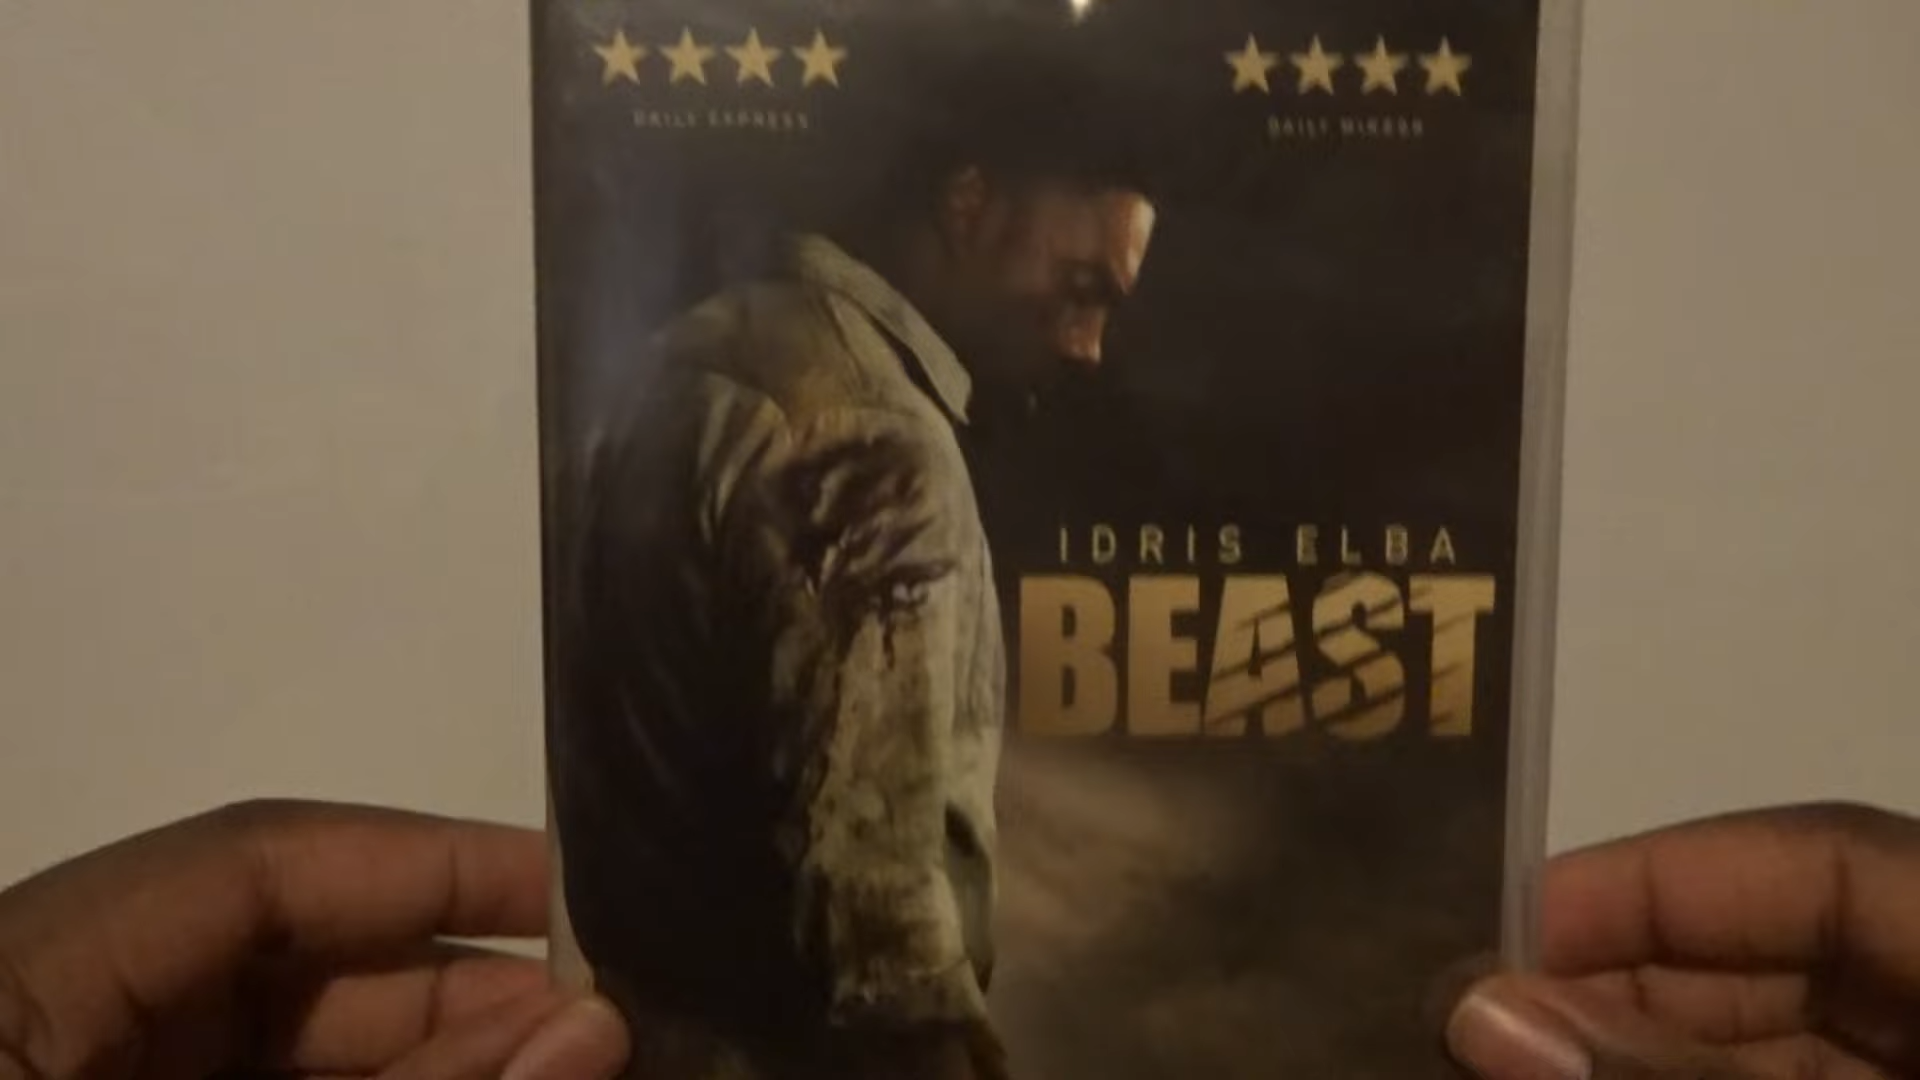 ★★★★
DAILY EXPRESS
★★★★
DAILY MIRROR
IDRIS ELBA
BEAST